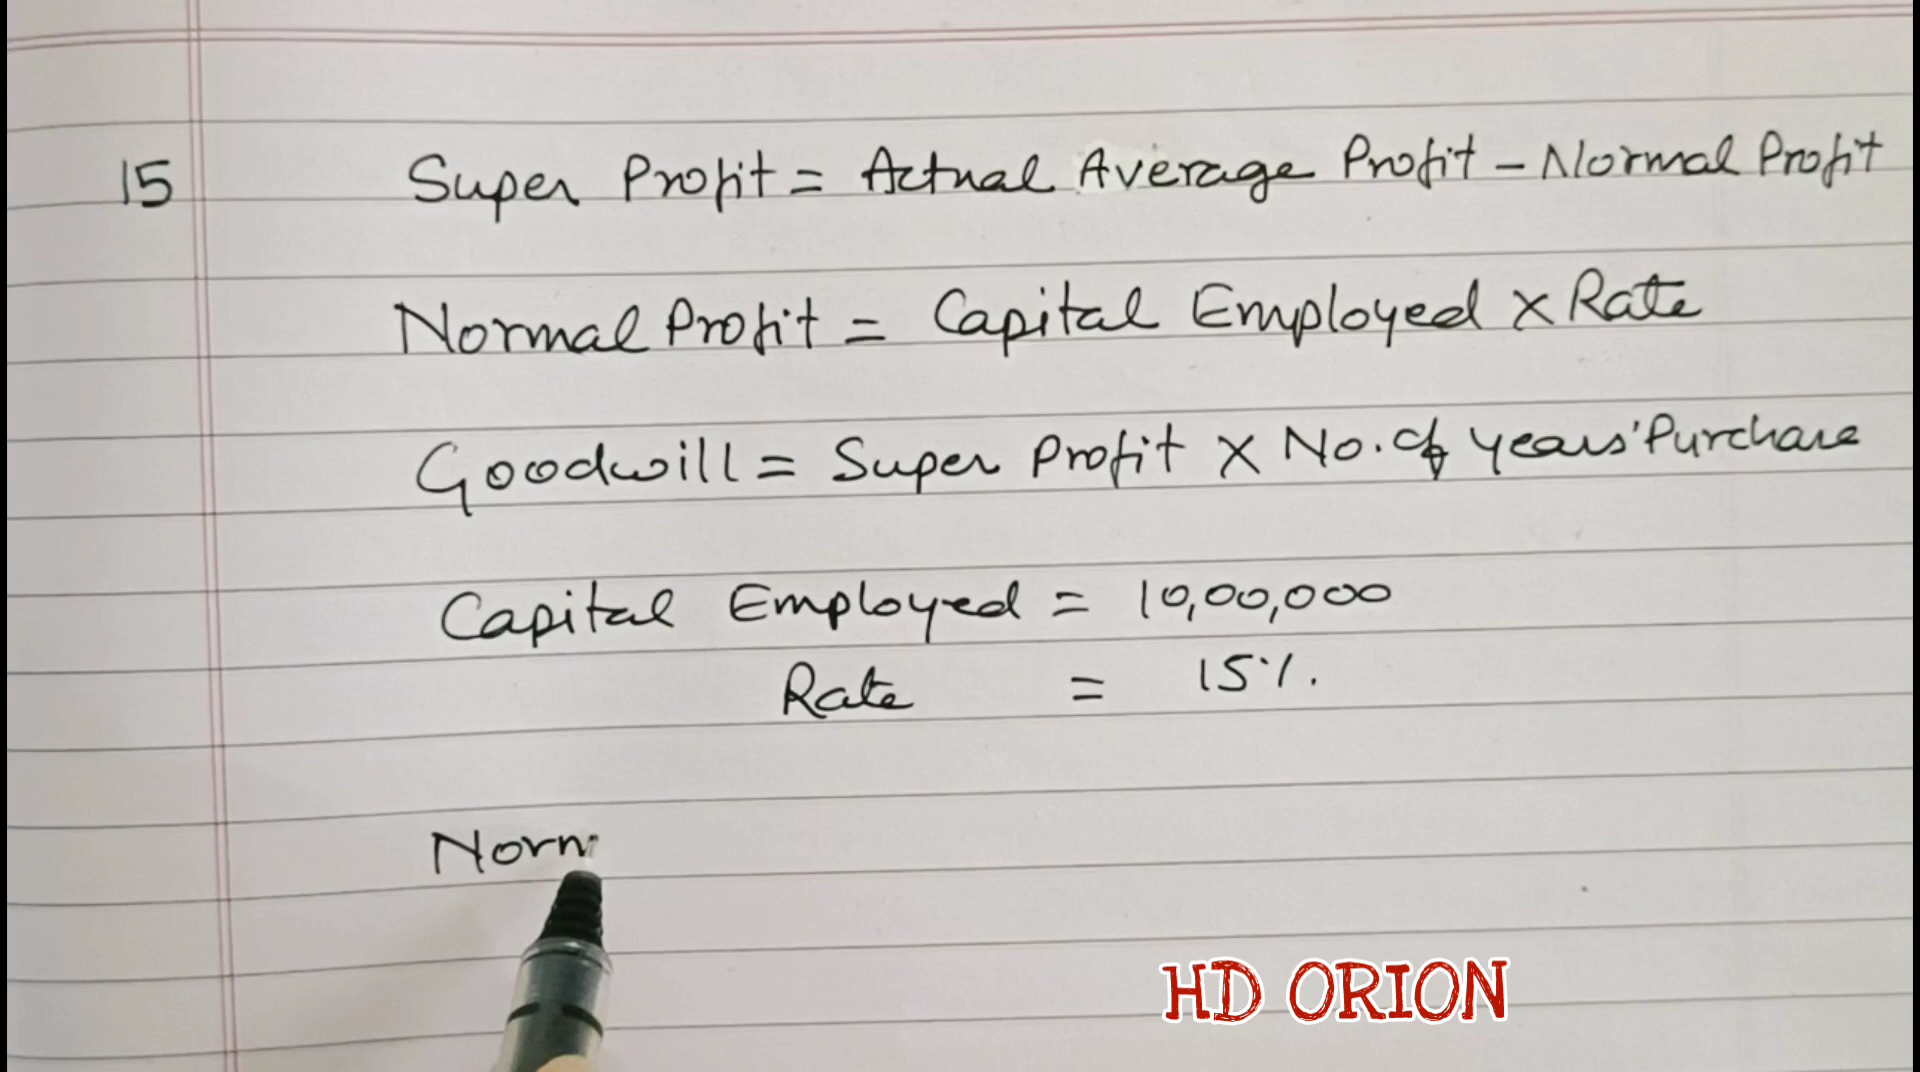 15 Super Profit = Actual Average Profit - Normal Profit
Normal Profit = Capital Employed x Rate
Goodwill = Super Profit x No. of years' Purchase
Capital Employed = 10,00,000
Rate = 15%.
Norm
HD ORION